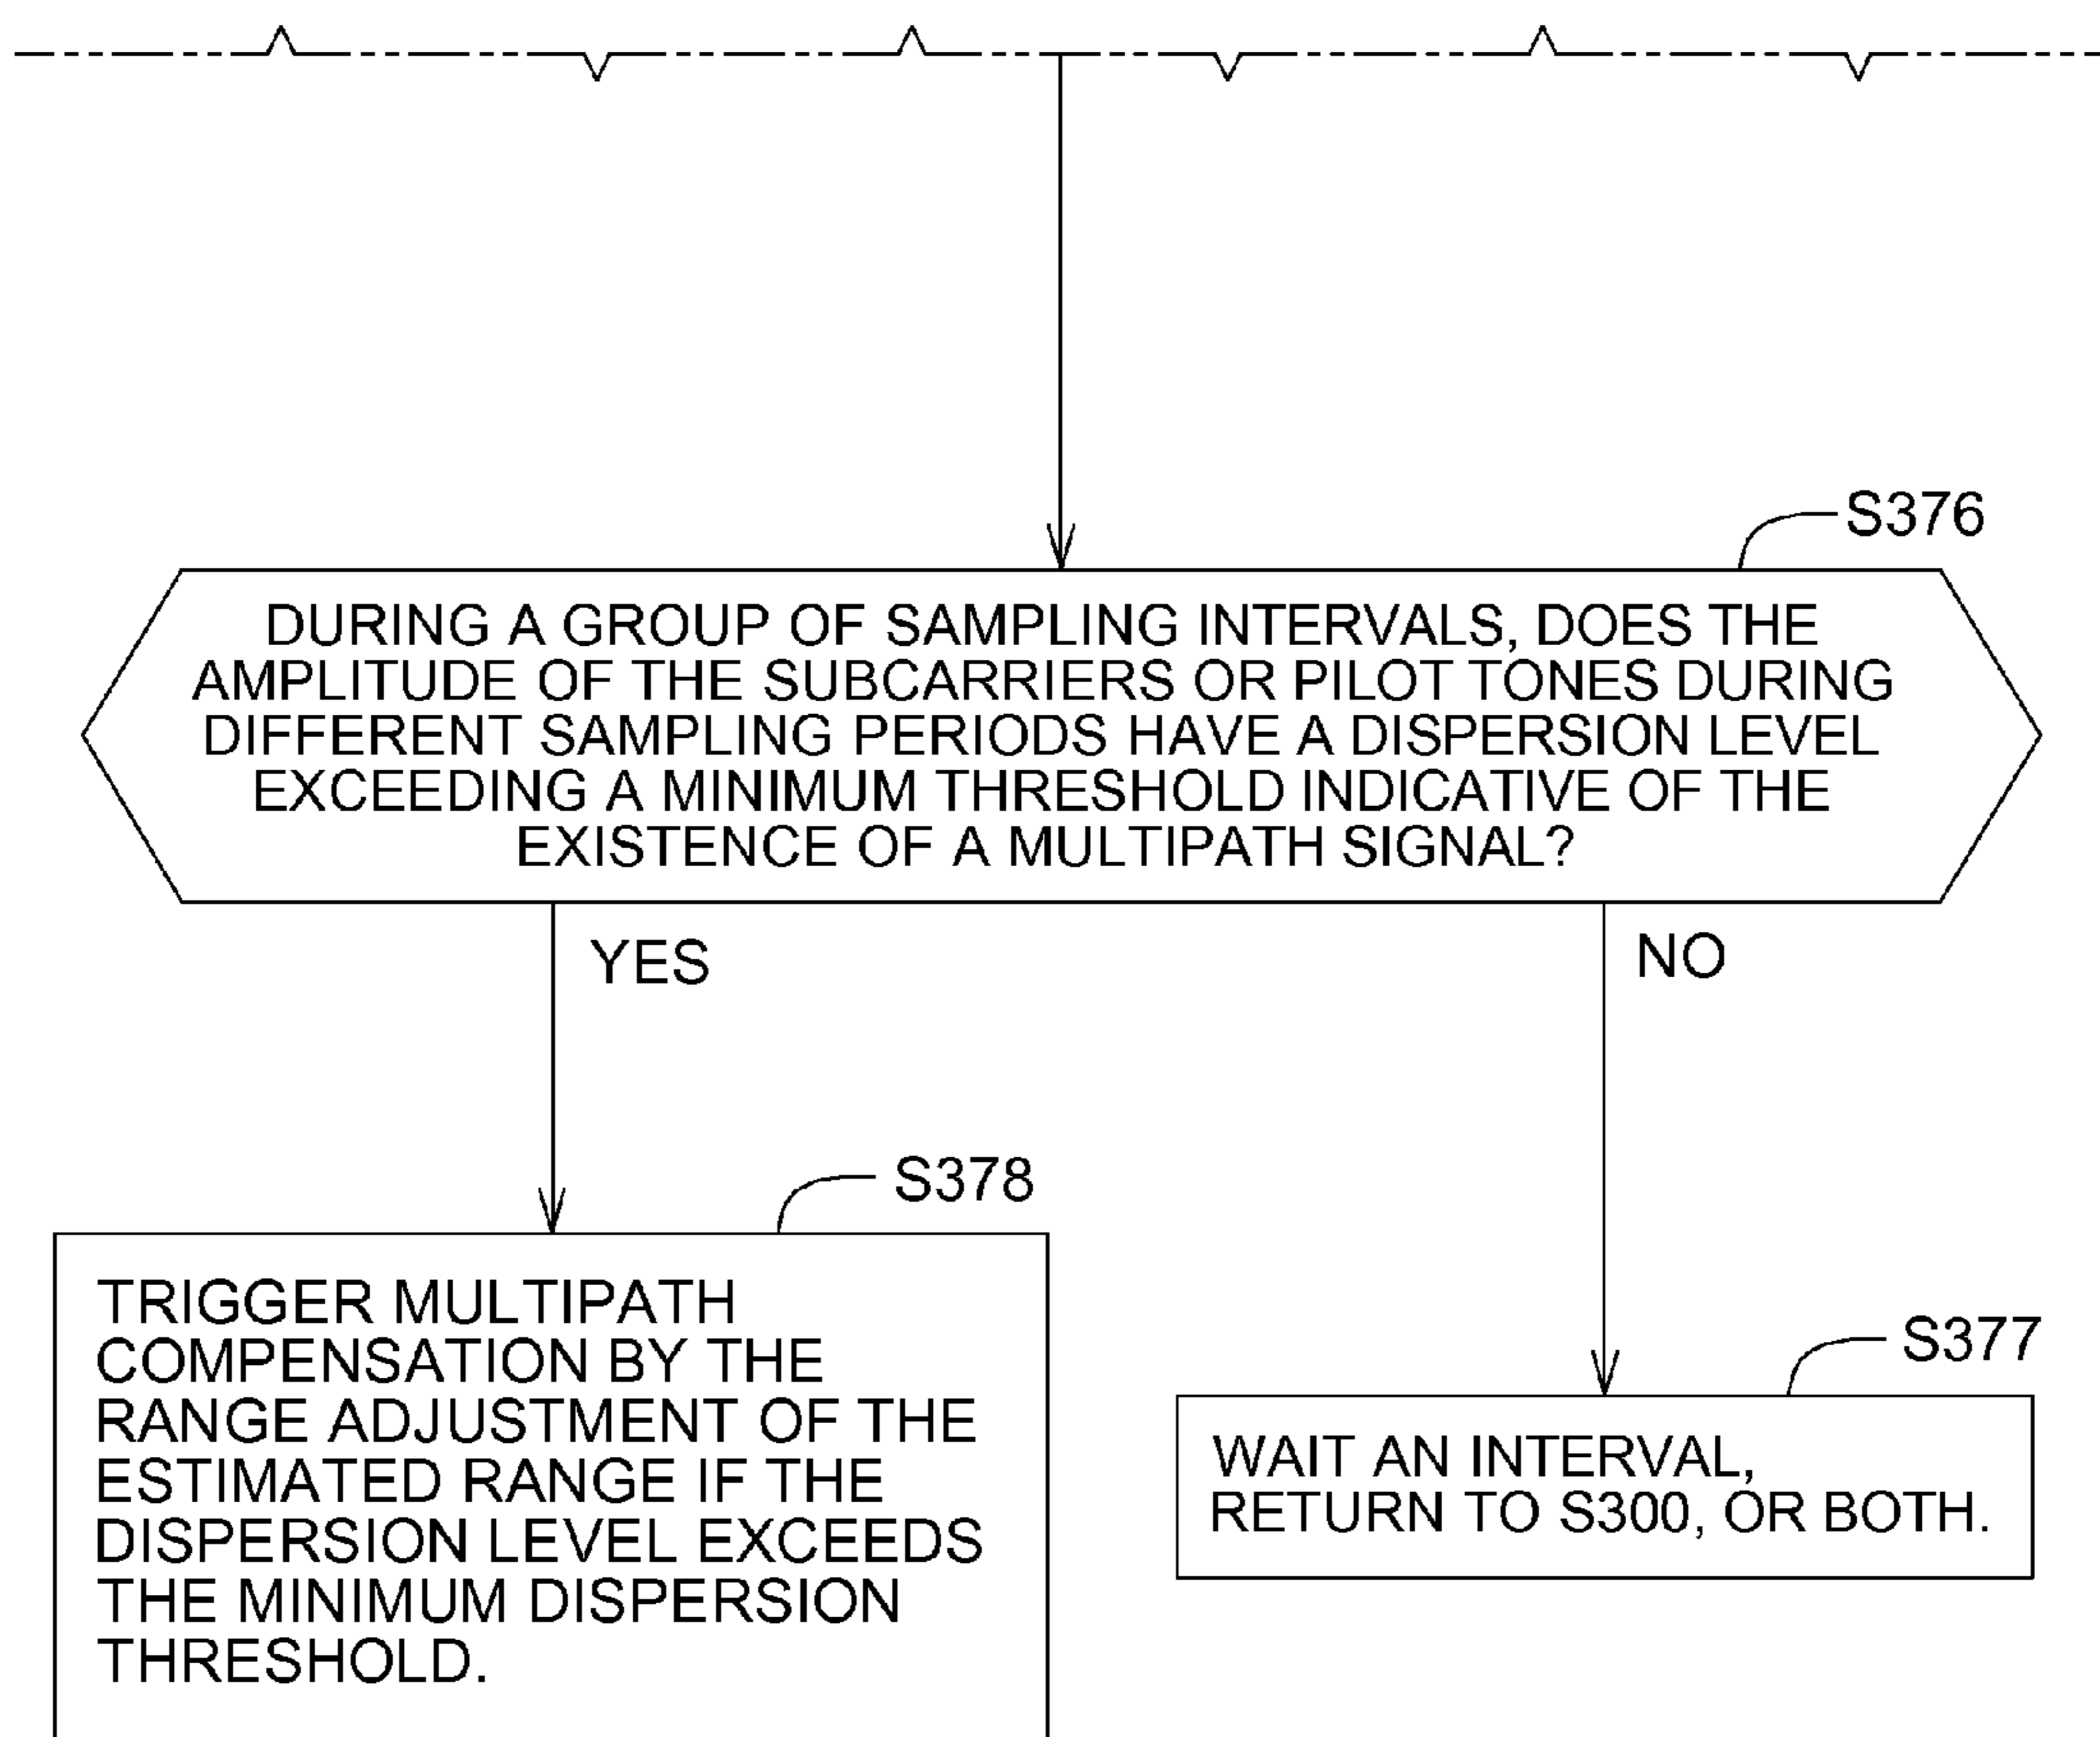 S376
DURING A GROUP OF SAMPLING INTERVALS, DOES THE
AMPLITUDE OF THE SUBCARRIERS OR PILOT TONES DURING
DIFFERENT SAMPLING PERIODS HAVE A DISPERSION LEVEL
EXCEEDING A MINIMUM THRESHOLD INDICATIVE OF THE
EXISTENCE OF A MULTIPATH SIGNAL?
YES
NO
S378
TRIGGER MULTIPATH
COMPENSATION BY THE
RANGE ADJUSTMENT OF THE
ESTIMATED RANGE IF THE
DISPERSION LEVEL EXCEEDS
THE MINIMUM DISPERSION
THRESHOLD.
S377
WAIT AN INTERVAL,
RETURN TO S300, OR BOTH.